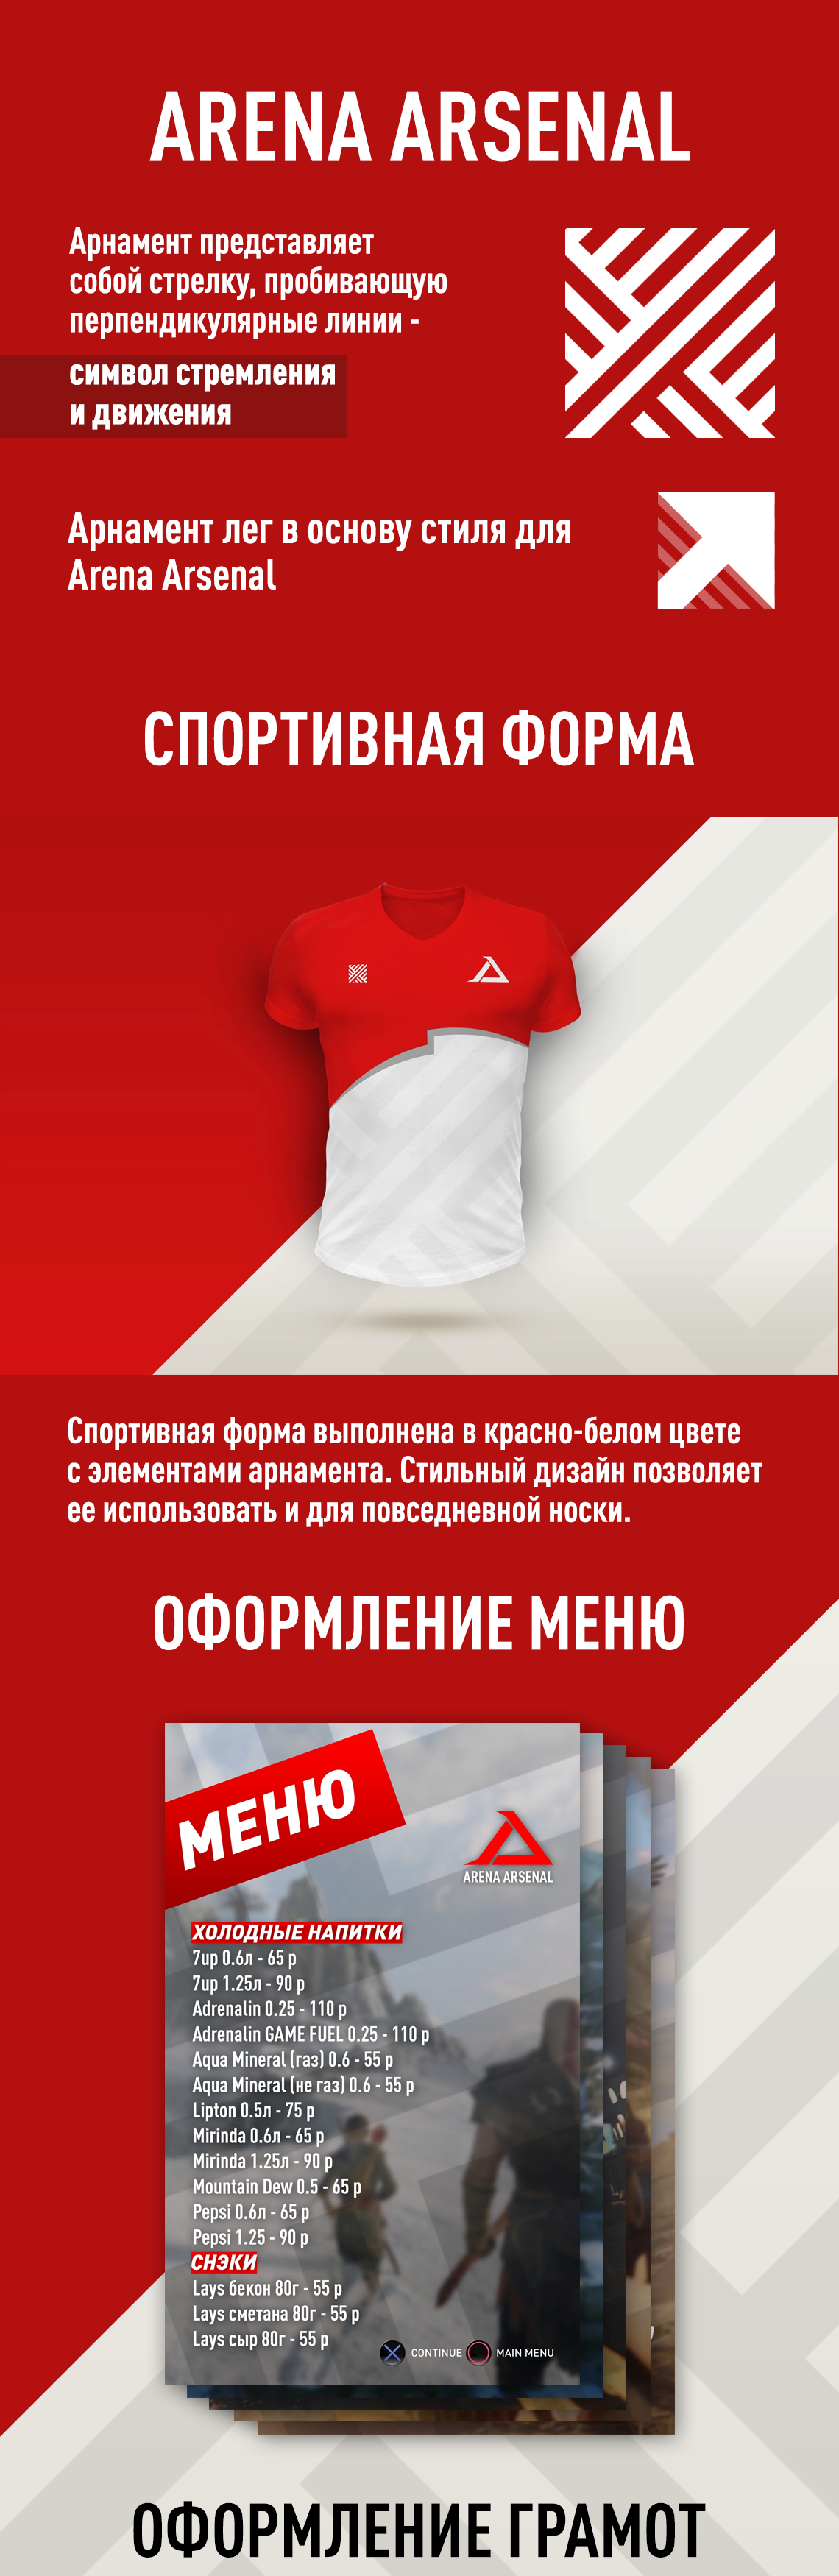 ARENA ARSENAL
Арнамент представляет
собой стрелку, пробивающую
перпендикулярные линии -
символ стремления
и движения
Арнамент лег в основу стиля для
Arena Arsenal
СПОРТИВНАЯ ФОРМА
Спортивная форма выполнена в красно-белом цвете
с элементами арнамента. Стильный дизайн позволяет
ее использовать и для повседневной носки.
ОФОРМЛЕНИЕ МЕНЮ
МЕНЮ
ARENA ARSENAL
ХОЛОДНЫЕ НАПИТКИ
7up 0.6л - 65 р
7up 1.25л - 90 р
Adrenalin 0.25 - 110 р
Adrenalin GAME FUEL 0.25 - 110 р
Aqua Mineral (газ) 0.6 - 55 р
Aqua Mineral (не газ) 0.6 - 55 р
Lipton 0.5л - 75 р
Mirinda 0.6л - 65 р
Mirinda 1.25л - 90 р
Mountain Dew 0.5 - 65 р
Pepsi 0.6л - 65 р
Pepsi 1.25 - 90 р
СНЭКИ
Lays бекон 80г - 55 р
Lays сметана 80г - 55 р
Lays сыр 80г - 55 р
CONTINUE MAIN MENU
ОФОРМЛЕНИЕ ГРАМОТ